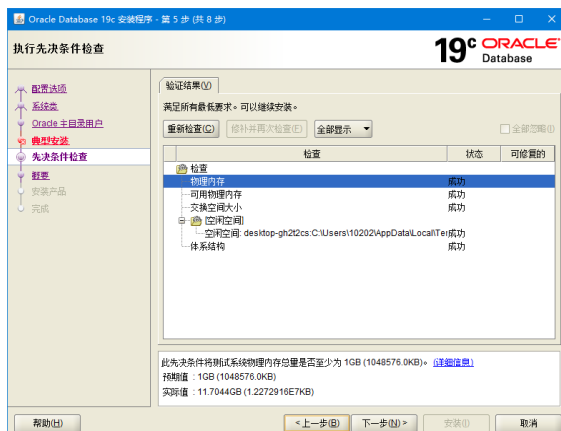 Oracle Database 19c 安装程序 - 第 5 步 (共 8 步)
执行先决条件检查
19c ORACLE Database
配置选项
系统类
Oracle 主目录用户
典型安装
先决条件检查
概要
安装产品
完成
验证结果(V)
满足所有最低要求。可以继续安装。
重新检查(C) 修补并再次检查(F) 全部显示 全部忽略(I)
检查 状态 可修复的
检查
物理内存 成功
可用物理内存 成功
交换空间大小 成功
空闲空间
空闲空间: desktop-gh2t2cs:C:\Users\10202\AppData\Local\Ter 成功
体系结构 成功
此先决条件将测试系统物理内存总量是否至少为 1GB (1048576.0KB)。 (详细信息)
预期值 : 1GB (1048576.0KB)
实际值 : 11.7044GB (1.2272916E7KB)
帮助(H) <上一步(B) 下一步(N)> 安装(I) 取消